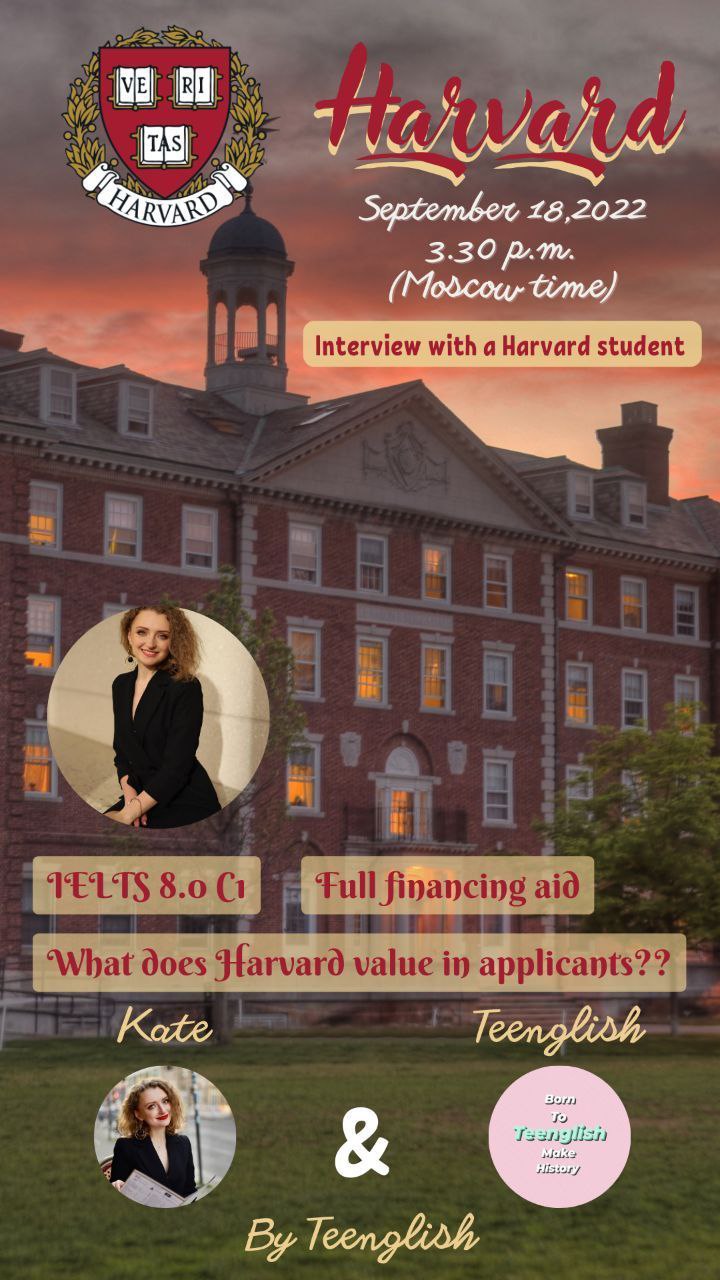 VE RI
TAS
HARVARD
Harvard
September 18,2022
3.30 p.m.
(Moscow time)
Interview with a Harvard student
IELTS 8.0 C1
Full financing aid
What does Harvard value in applicants??
Kate
Teenglish
Born
To
Teenglish
Make
History
&
By Teenglish